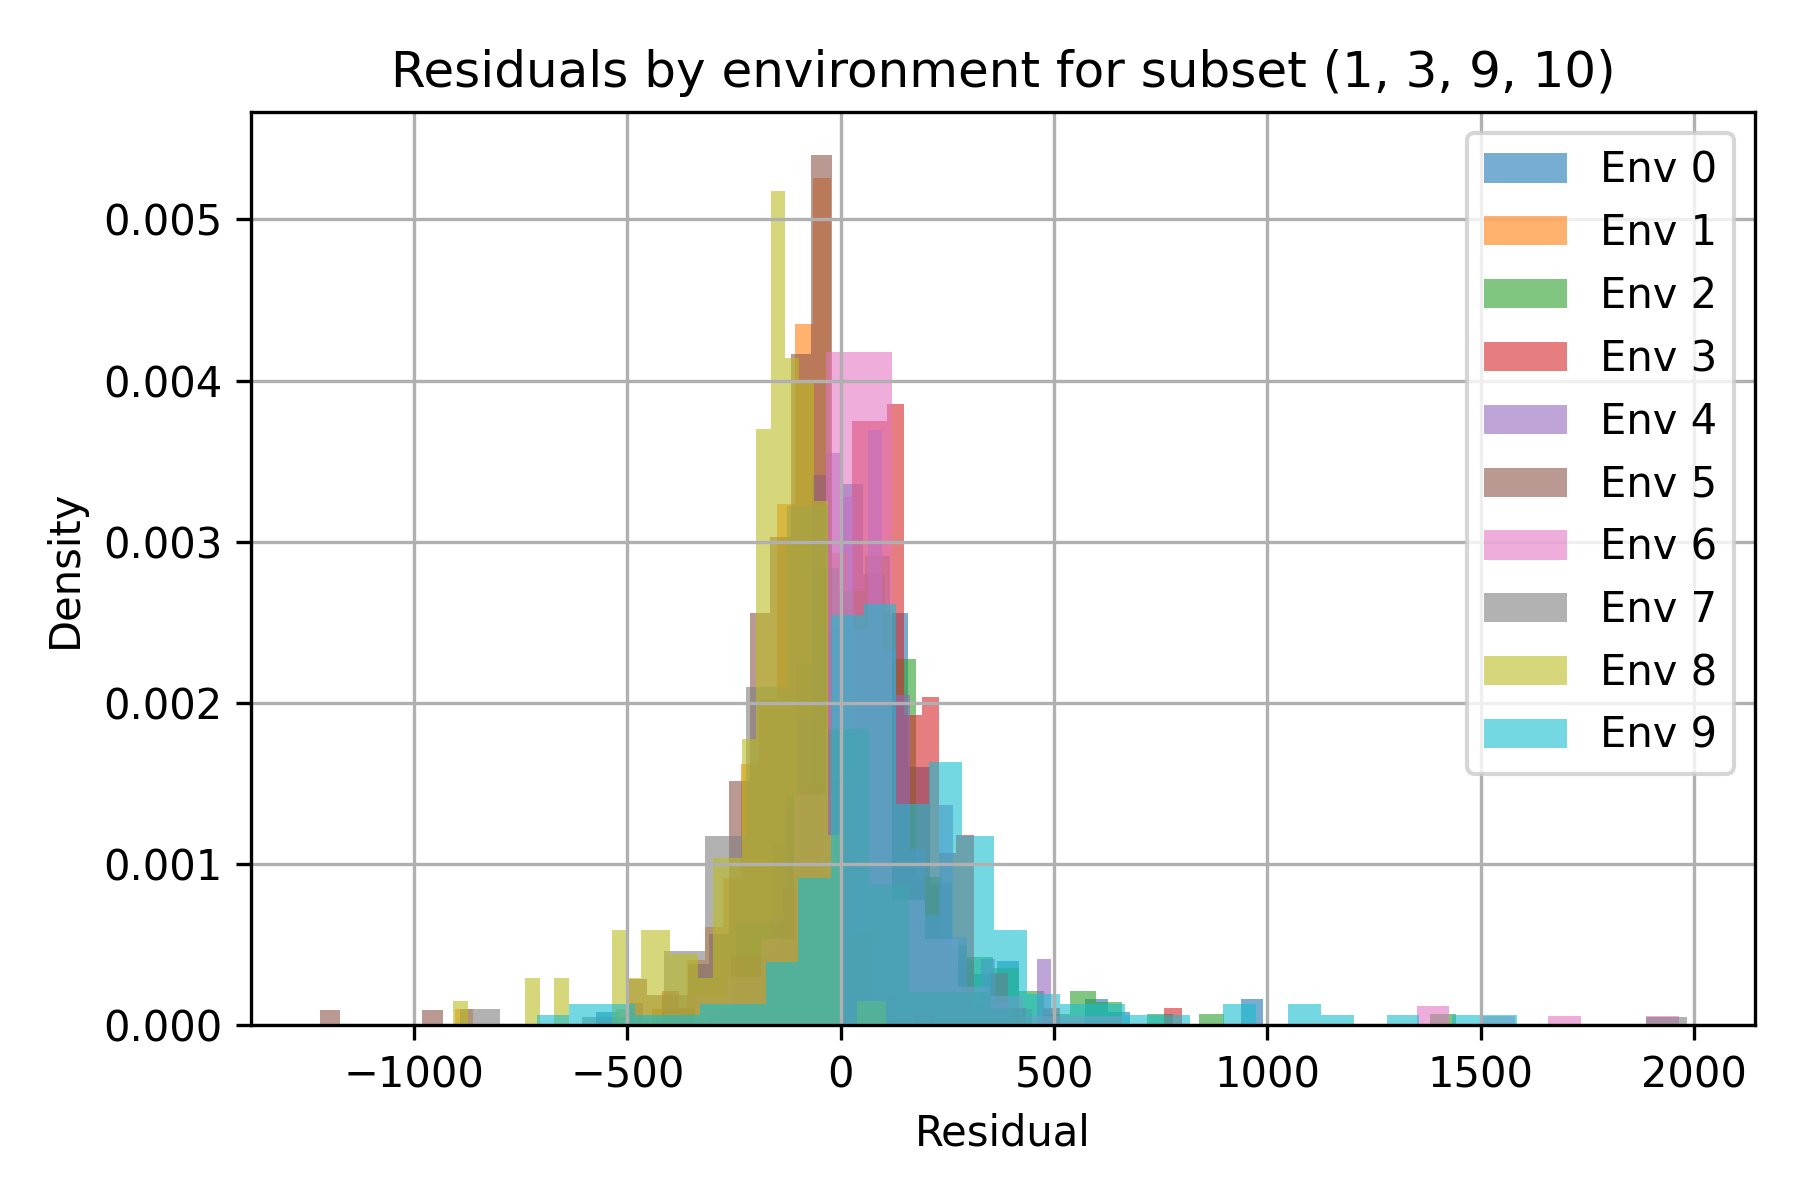 Residuals by environment for subset (1, 3, 9, 10)
Env 0
Env 1
Env 2
Env 3
Env 4
Env 5
Env 6
Env 7
Env 8
Env 9
Density
0.005
0.004
0.003
0.002
0.001
0.000
−1000 −500 0 500 1000 1500 2000
Residual